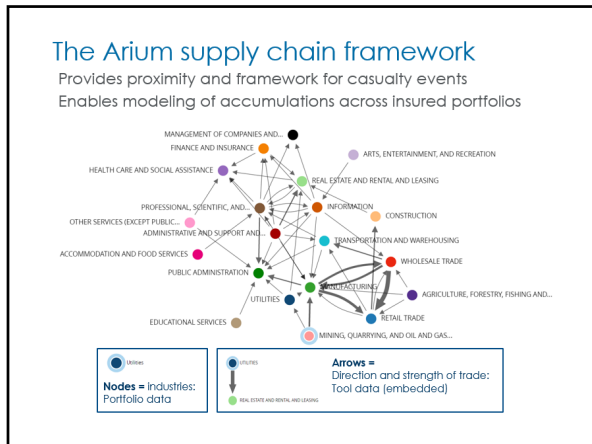 The Arium supply chain framework
Provides proximity and framework for casualty events
Enables modeling of accumulations across insured portfolios
MANAGEMENT OF COMPANIES AND...
FINANCE AND INSURANCE
ARTS, ENTERTAINMENT, AND RECREATION
HEALTH CARE AND SOCIAL ASSISTANCE
REAL ESTATE AND RENTAL AND LEASING
PROFESSIONAL, SCIENTIFIC, AND...
INFORMATION
CONSTRUCTION
OTHER SERVICES (EXCEPT PUBLIC...
ADMINISTRATIVE AND SUPPORT AND...
TRANSPORTATION AND WAREHOUSING
ACCOMMODATION AND FOOD SERVICES
WHOLESALE TRADE
PUBLIC ADMINISTRATION
MANUFACTURING
UTILITIES
AGRICULTURE, FORESTRY, FISHING AND...
EDUCATIONAL SERVICES
RETAIL TRADE
MINING, QUARRYING, AND OIL AND GAS...
Utilities
Nodes = industries:
Portfolio data
UTILITIES
REAL ESTATE AND RENTAL AND LEASING
Arrows =
Direction and strength of trade:
Tool data (embedded)